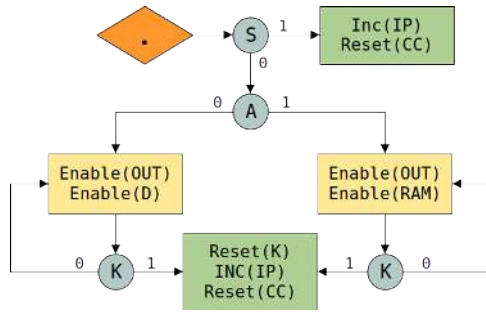 .
S
1
Inc(IP)
Reset(CC)
0
0
A
1
Enable(OUT)
Enable(D)
Enable(OUT)
Enable(RAM)
0
K
1
Reset(K)
INC(IP)
Reset(CC)
1
K
0